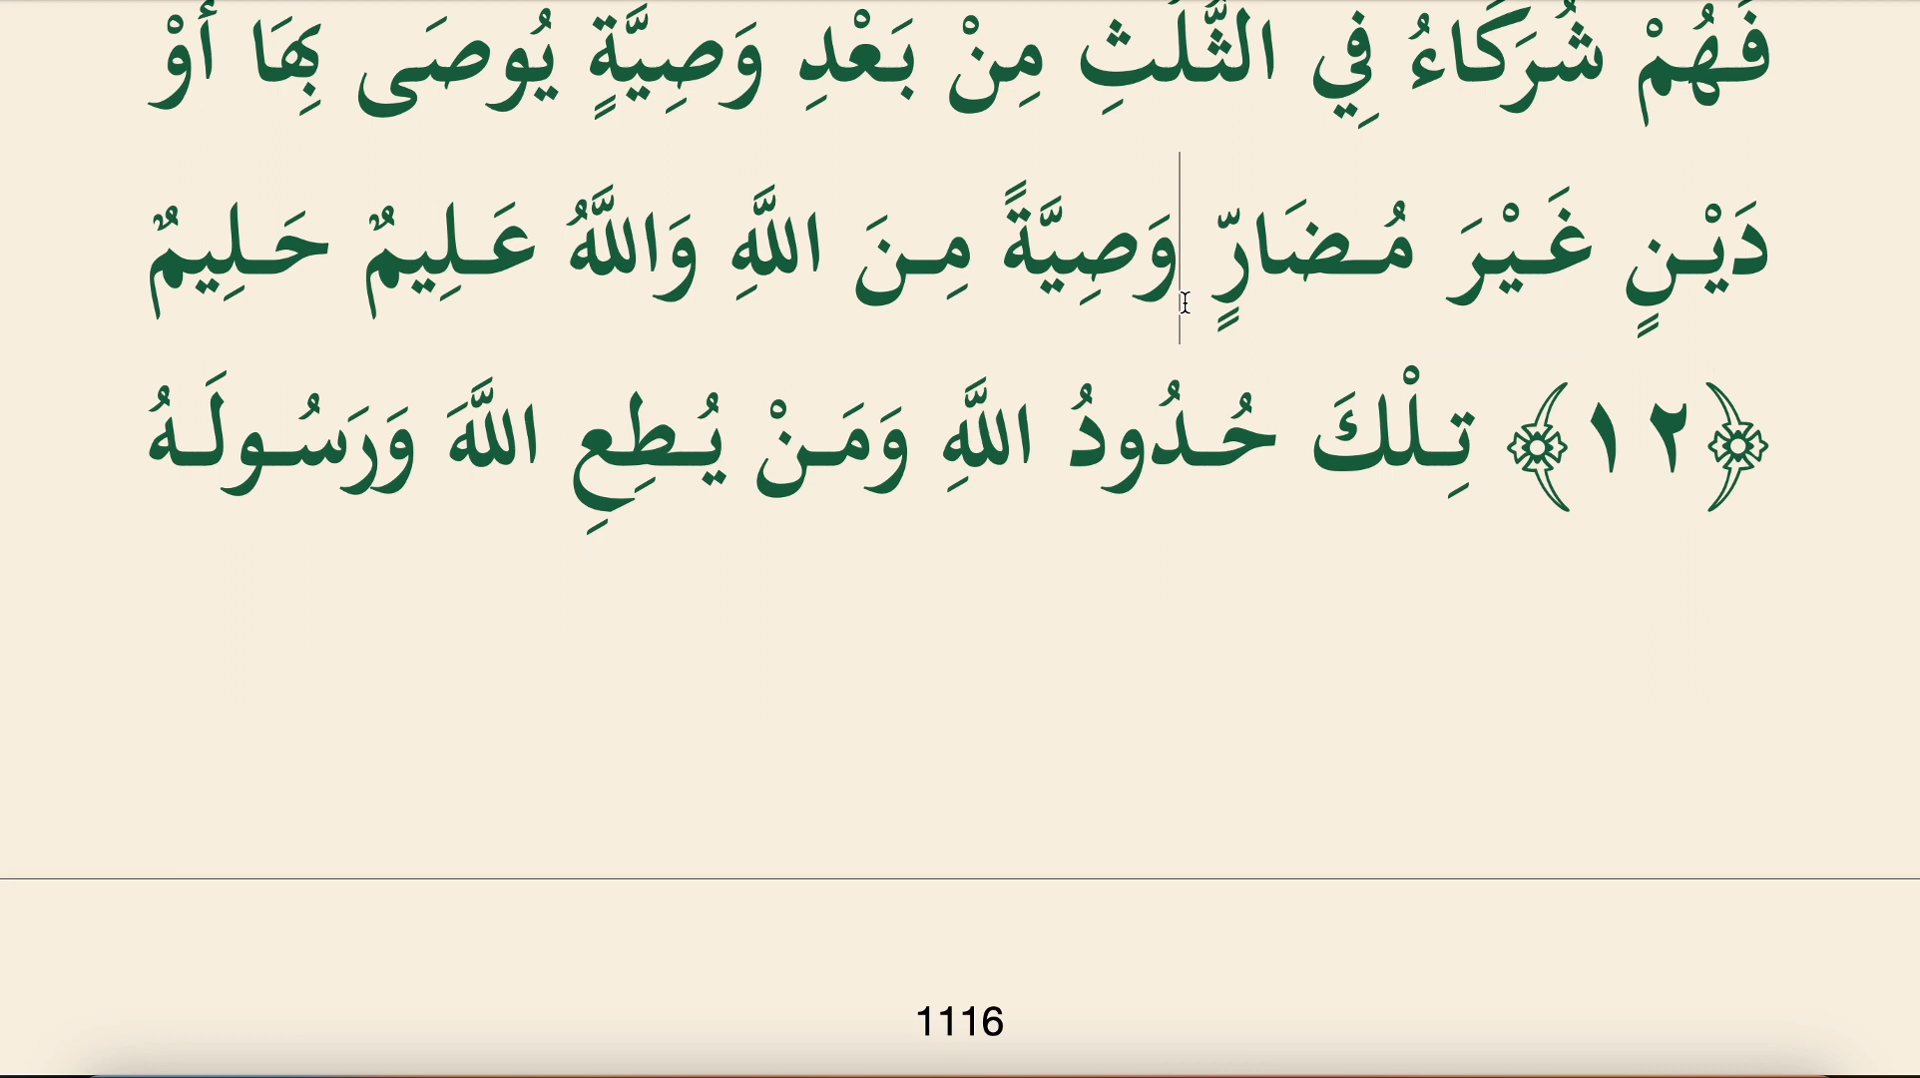 فَهُمْ شُرَكَاءُ فِي الثُّلُثِ مِنْ بَعْدِ وَصِيَّةٍ يُوصَى بِهَا أَوْ
دَيْنٍ غَيْرَ مُضَارٍّ وَصِيَّةً مِنَ اللَّهِ وَاللَّهُ عَلِيمٌ حَلِيمٌ
﴿١٢﴾ تِلْكَ حُدُودُ اللَّهِ وَمَنْ يُطِعِ اللَّهَ وَرَسُولَهُ
1116